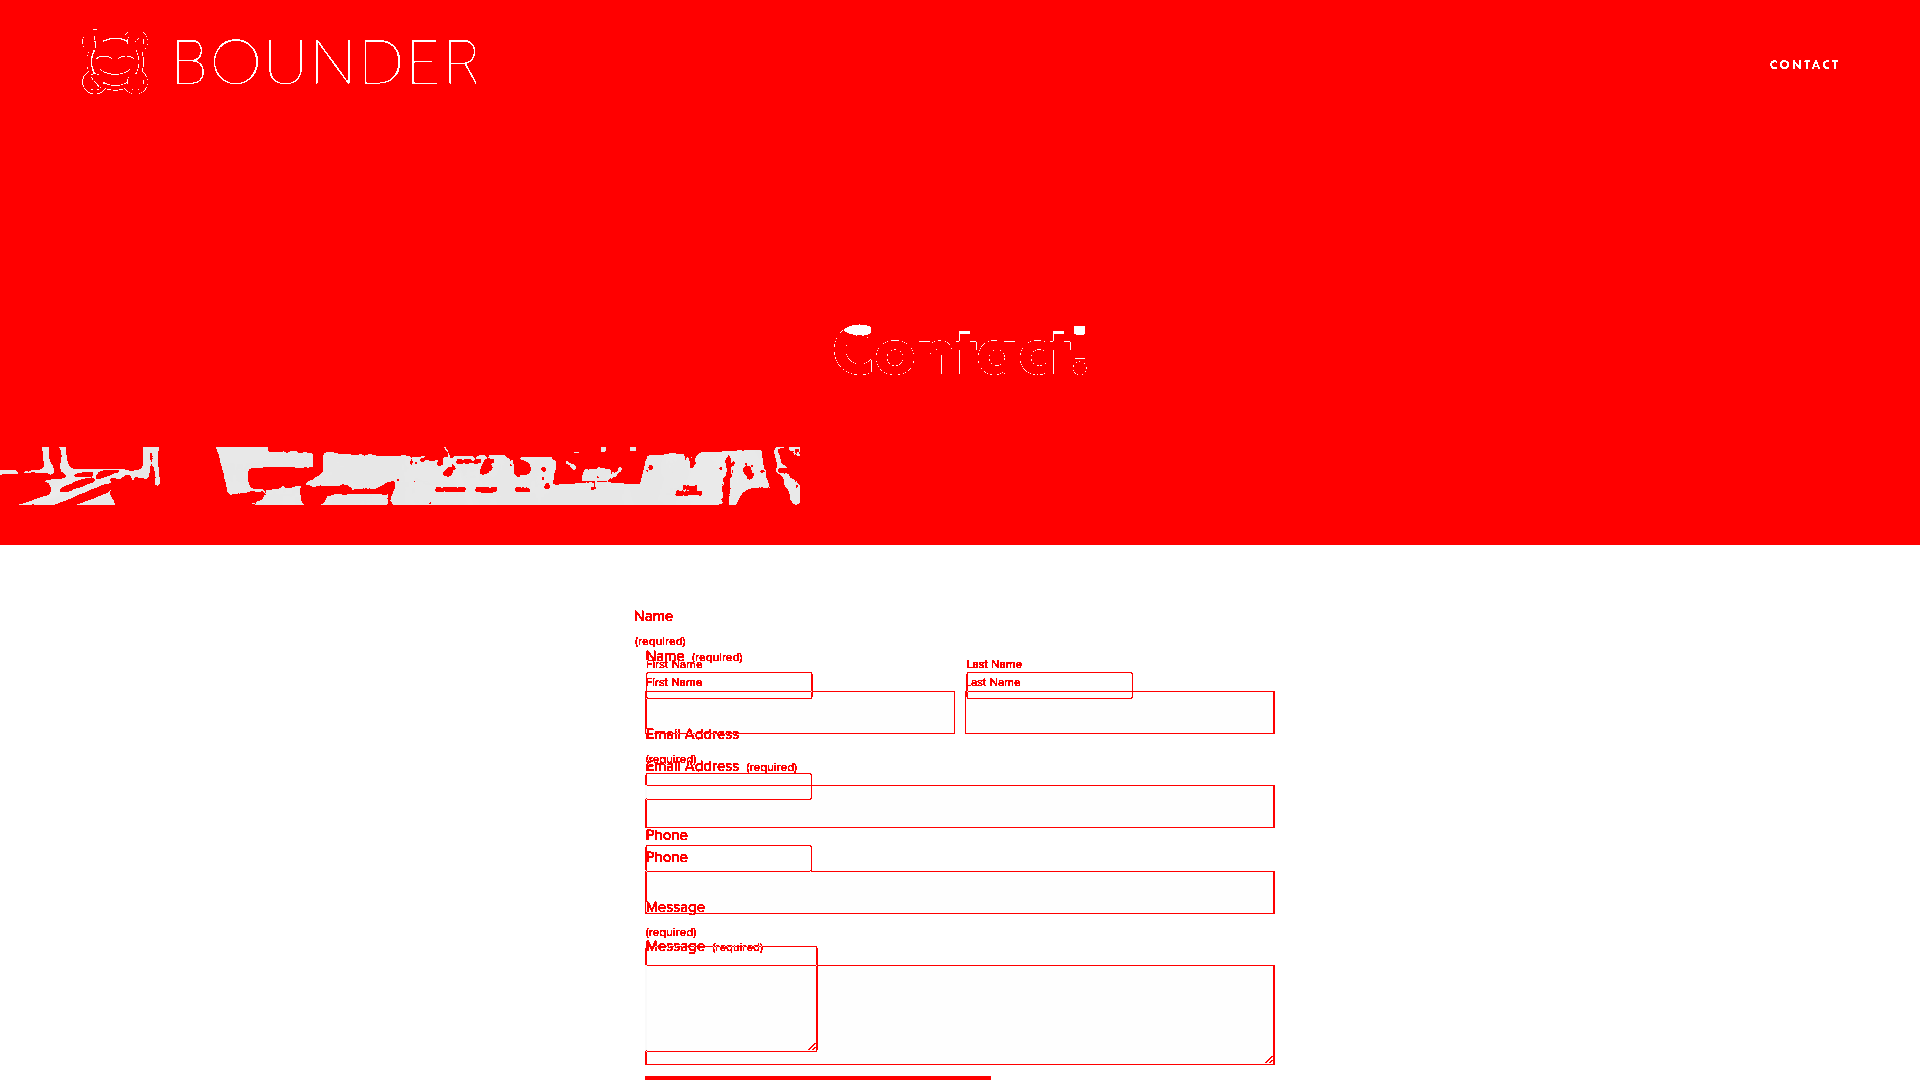 BOUNDER
CONTACT
Contact.
Name
(required)
Name (required)
First Name
Last Name
First Name
Last Name
Email Address
(required)
Email Address (required)
Phone
Phone
Message
(required)
Message (required)